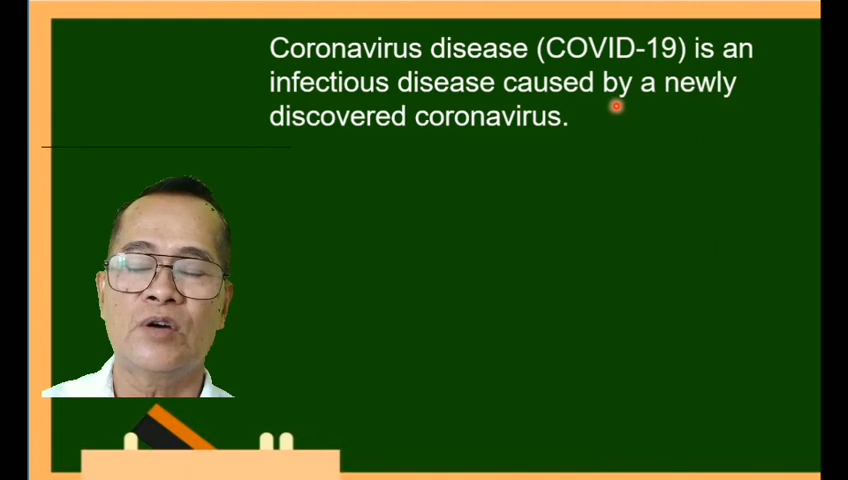 Coronavirus disease (COVID-19) is an
infectious disease caused by a newly
discovered coronavirus.